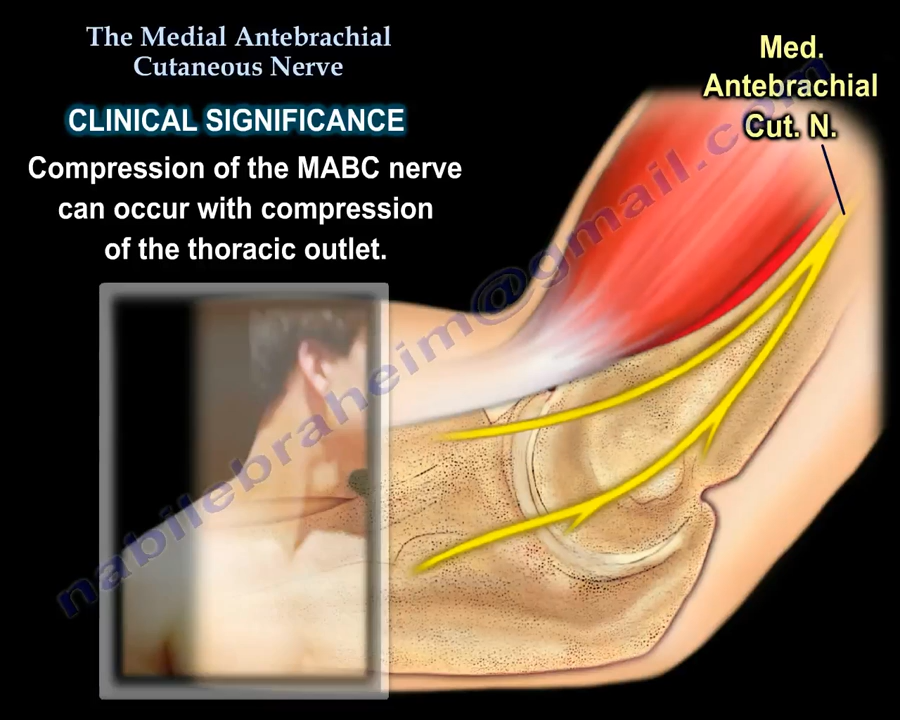 The Medial Antebrachial
Cutaneous Nerve
CLINICAL SIGNIFICANCE
Compression of the MABC nerve
can occur with compression
of the thoracic outlet.
Med.
Antebrachial
Cut. N.
nabilebraheim@gmail.com